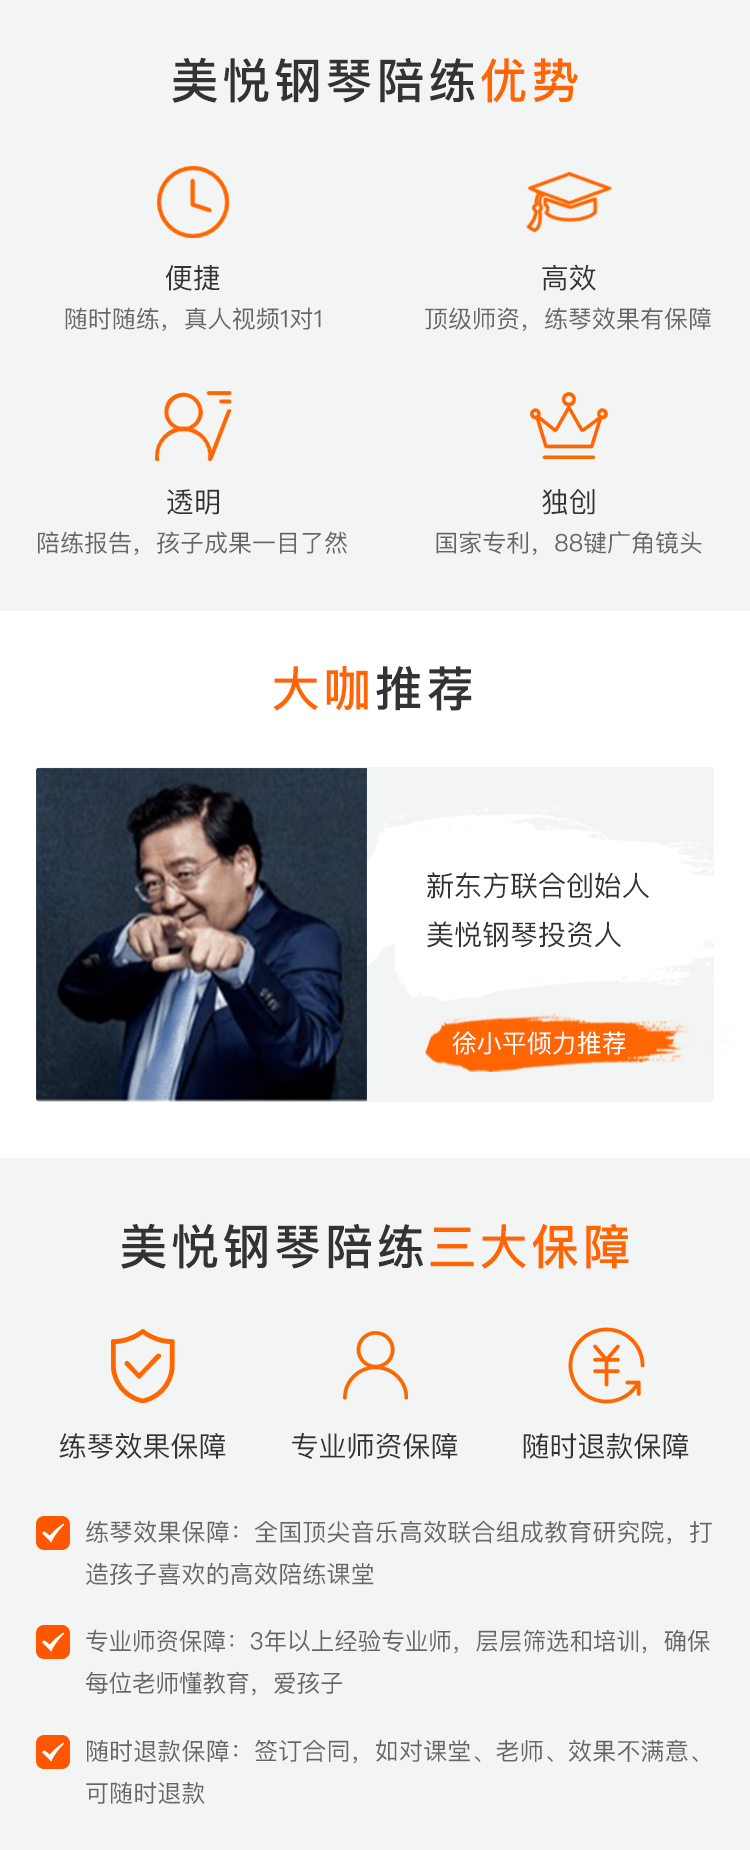 美悦钢琴陪练优势
便捷
随时随练，真人视频1对1
高效
顶级师资，练琴效果有保障
透明
陪练报告，孩子成果一目了然
独创
国家专利，88键广角镜头
大咖推荐
新东方联合创始人
美悦钢琴投资人
徐小平倾力推荐
美悦钢琴陪练三大保障
练琴效果保障
专业师资保障
随时退款保障
练琴效果保障：全国顶尖音乐高效联合组成教育研究院，打
造孩子喜欢的高效陪练课堂
专业师资保障：3年以上经验专业师，层层筛选和培训，确保
每位老师懂教育，爱孩子
随时退款保障：签订合同，如对课堂、老师、效果不满意、
可随时退款